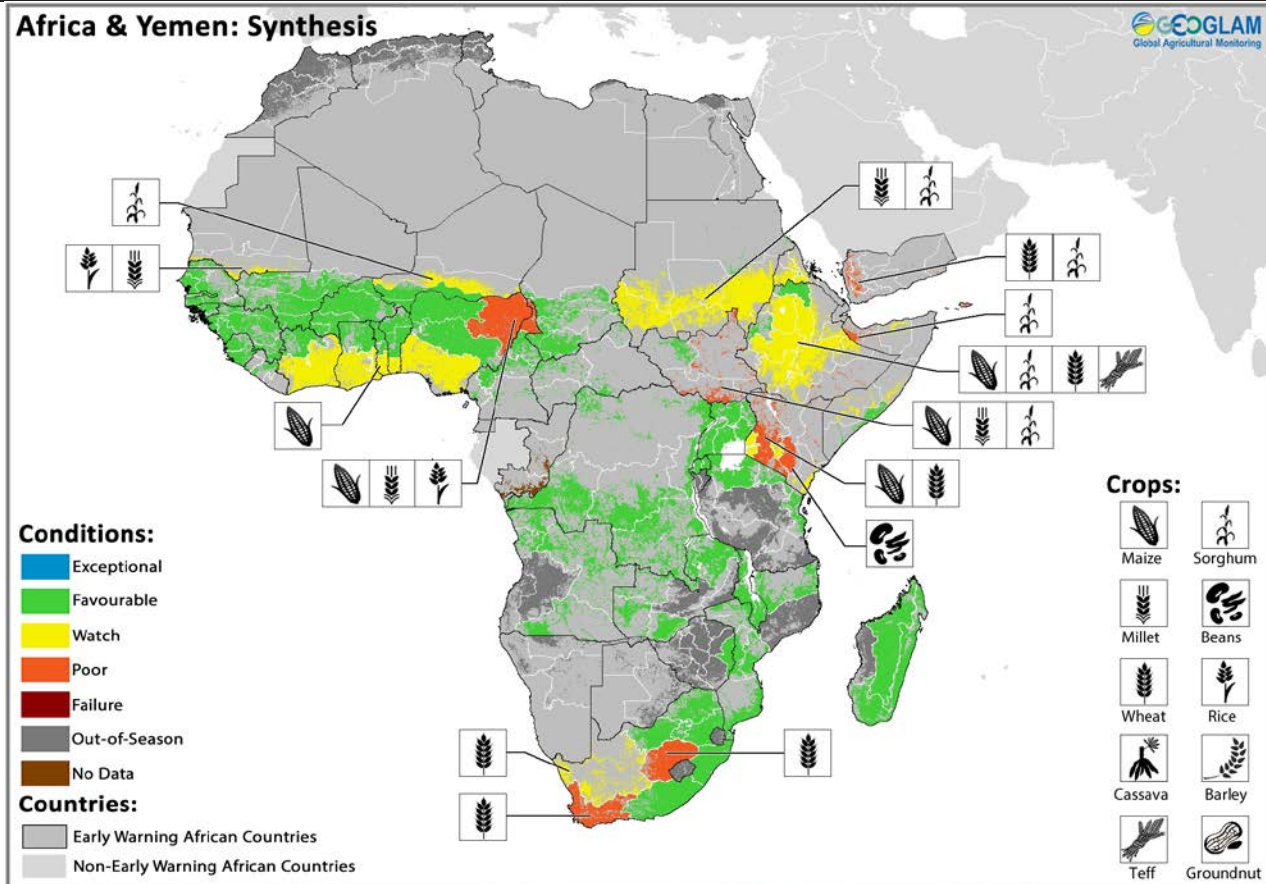 Africa & Yemen: Synthesis
GEOGLAM
Global Agricultural Monitoring
Conditions:
Exceptional
Favourable
Watch
Poor
Failure
Out-of-Season
No Data
Countries:
Early Warning African Countries
Non-Early Warning African Countries
Crops:
Maize
Sorghum
Millet
Beans
Wheat
Rice
Cassava
Barley
Teff
Groundnut